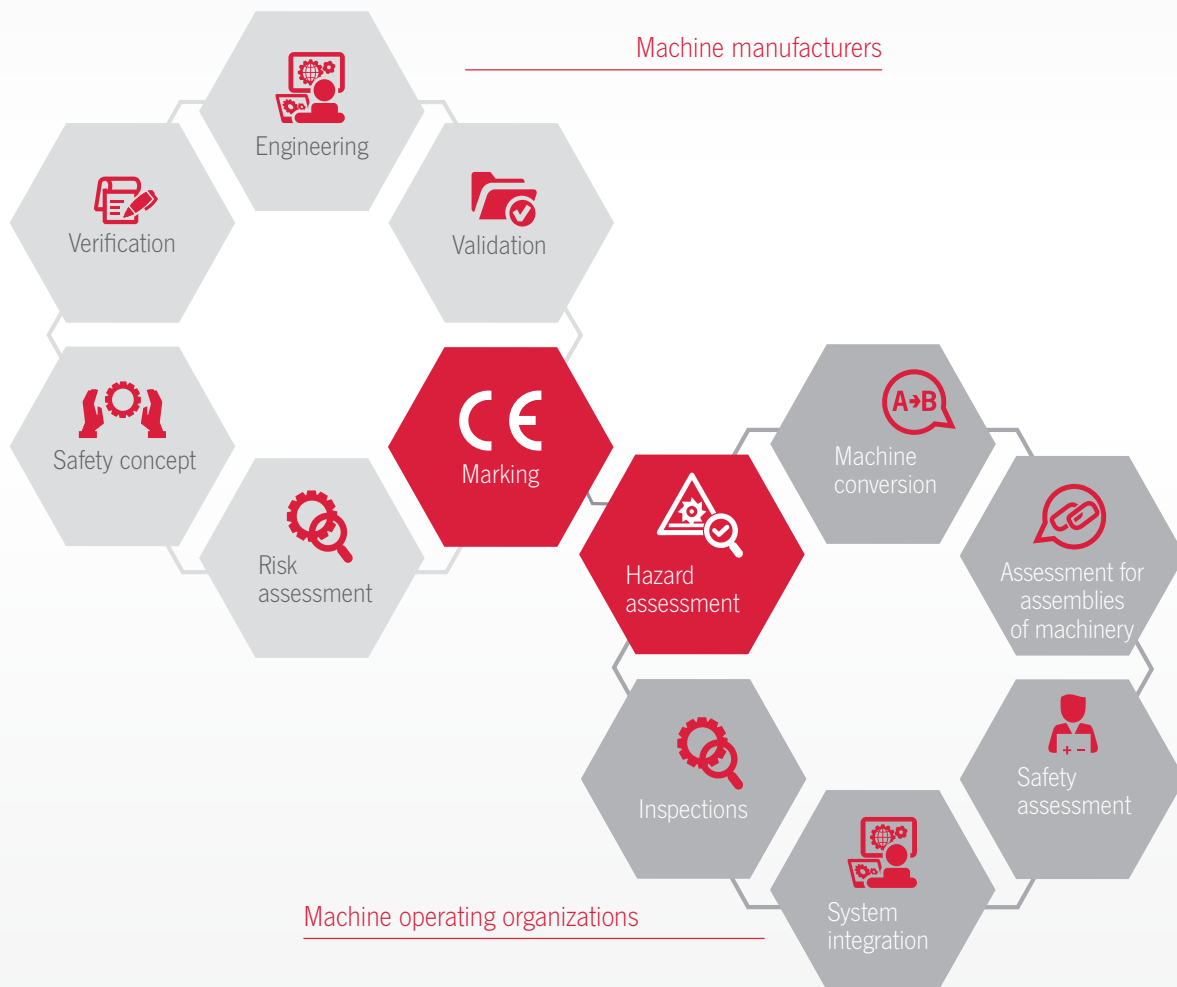 Machine manufacturers
Engineering
Verification
Validation
Safety concept
CE
Marking
Risk
assessment
A→B
Machine
conversion
Hazard
assessment
Assessment for
assemblies
of machinery
Inspections
+ −
Safety
assessment
System
integration
Machine operating organizations